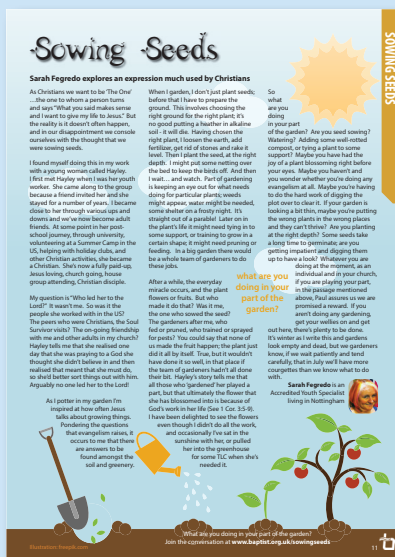 Sowing Seeds
SOWING SEEDS
Sarah Fegredo explores an expression much used by Christians
As Christians we want to be 'The One'
...the one to whom a person turns
and says "What you said makes sense
and I want to give my life to Jesus." But
the reality is it doesn't often happen,
and in our disappointment we console
ourselves with the thought that we
were sowing seeds.
I found myself doing this in my work
with a young woman called Hayley.
I first met Hayley when I was her youth
worker. She came along to the group
because a friend invited her and she
stayed for a number of years. I became
close to her through various ups and
downs and we've now become adult
friends. At some point in her post-
school journey, through university,
volunteering at a Summer Camp in the
US, helping with holiday clubs, and
other Christian activities, she became
a Christian. She's now a fully paid-up,
Jesus loving, church going, house
group attending, Christian disciple.
My question is "Who led her to the
Lord?" It wasn't me. So was it the
people she worked with in the US?
The peers who were Christians, the Soul
Survivor visits? The on-going friendship
with me and other adults in my church?
Hayley tells me that she realised one
day that she was praying to a God she
thought she didn't believe in and then
realised that meant that she must do,
so she'd better sort things out with him.
Arguably no one led her to the Lord!
As I potter in my garden I'm
inspired at how often Jesus
talks about growing things.
Pondering the questions
that evangelism raises, it
occurs to me that there
are answers to be
found amongst the
soil and greenery.
When I garden, I don't just plant seeds;
before that I have to prepare the
ground. This involves choosing the
right ground for the right plant; it's
no good putting a heather in alkaline
soil - it will die. Having chosen the
right plant, I loosen the earth, add
fertiliser, get rid of stones and rake it
level. Then I plant the seed, at the right
depth. I might put some netting over
the bed to keep the birds off. And then
I wait... and watch. Part of gardening
is keeping an eye out for what needs
doing for particular plants; weeds
might appear, water might be needed,
some shelter on a frosty night. It's
straight out of a parable! Later on in
the plant's life it might need tying in to
some support, or training to grow in a
certain shape; it might need pruning or
feeding. In a big garden there would
be a whole team of gardeners to do
these jobs.
After a while, the everyday
miracle occurs, and the plant
flowers or fruits. But who
made it do that? Was it me,
the one who sowed the seed?
The gardeners after me, who
fed or pruned, who trained or sprayed
for pests? You could say that none of
us made the fruit happen; the plant just
did it all by itself. True, but it wouldn't
have done it so well, in that place if
the team of gardeners hadn't all done
their bit. Hayley's story tells me that
all those who 'gardened' her played a
part, but that ultimately the flower that
she has blossomed into is because of
God's work in her life (See 1 Cor. 3:5-9).
I have been delighted to see the flowers
even though I didn't do all the work,
and occasionally I've sat in the
sunshine with her, or pulled
her into the greenhouse
for some TLC when she's
needed it.
what are you
doing in your
part of the
garden?
So
what
are you
doing
in your part
of the garden? Are you seed sowing?
Watering? Adding some well-rotted
compost, or tying a plant to some
support? Maybe you have had the
joy of a plant blossoming right before
your eyes. Maybe you haven't and
you wonder whether you're doing any
evangelism at all. Maybe you're having
to do the hard work of digging the
plot over to clear it. If your garden is
looking a bit thin, maybe you're putting
the wrong plants in the wrong places
and they can't thrive? Are you planting
at the right depth? Some seeds take
a long time to germinate; are you
getting impatient and digging them
up to have a look? Whatever you are
doing at the moment, as an
individual and in your church,
if you are playing your part,
in the passage mentioned
above, Paul assures us we are
promised a reward. If you
aren't doing any gardening,
get your wellies on and get
out here, there's plenty to be done.
It's winter as I write this and gardens
look empty and dead, but we gardeners
know, if we wait patiently and tend
carefully, that in July we'll have more
courgettes than we know what to do
with.
Sarah Fegredo is an
Accredited Youth Specialist
living in Nottingham
What are you doing in your part of the garden?
Join the conversation at www.baptist.org.uk/sowingseeds
Illustration: freepik.com
11